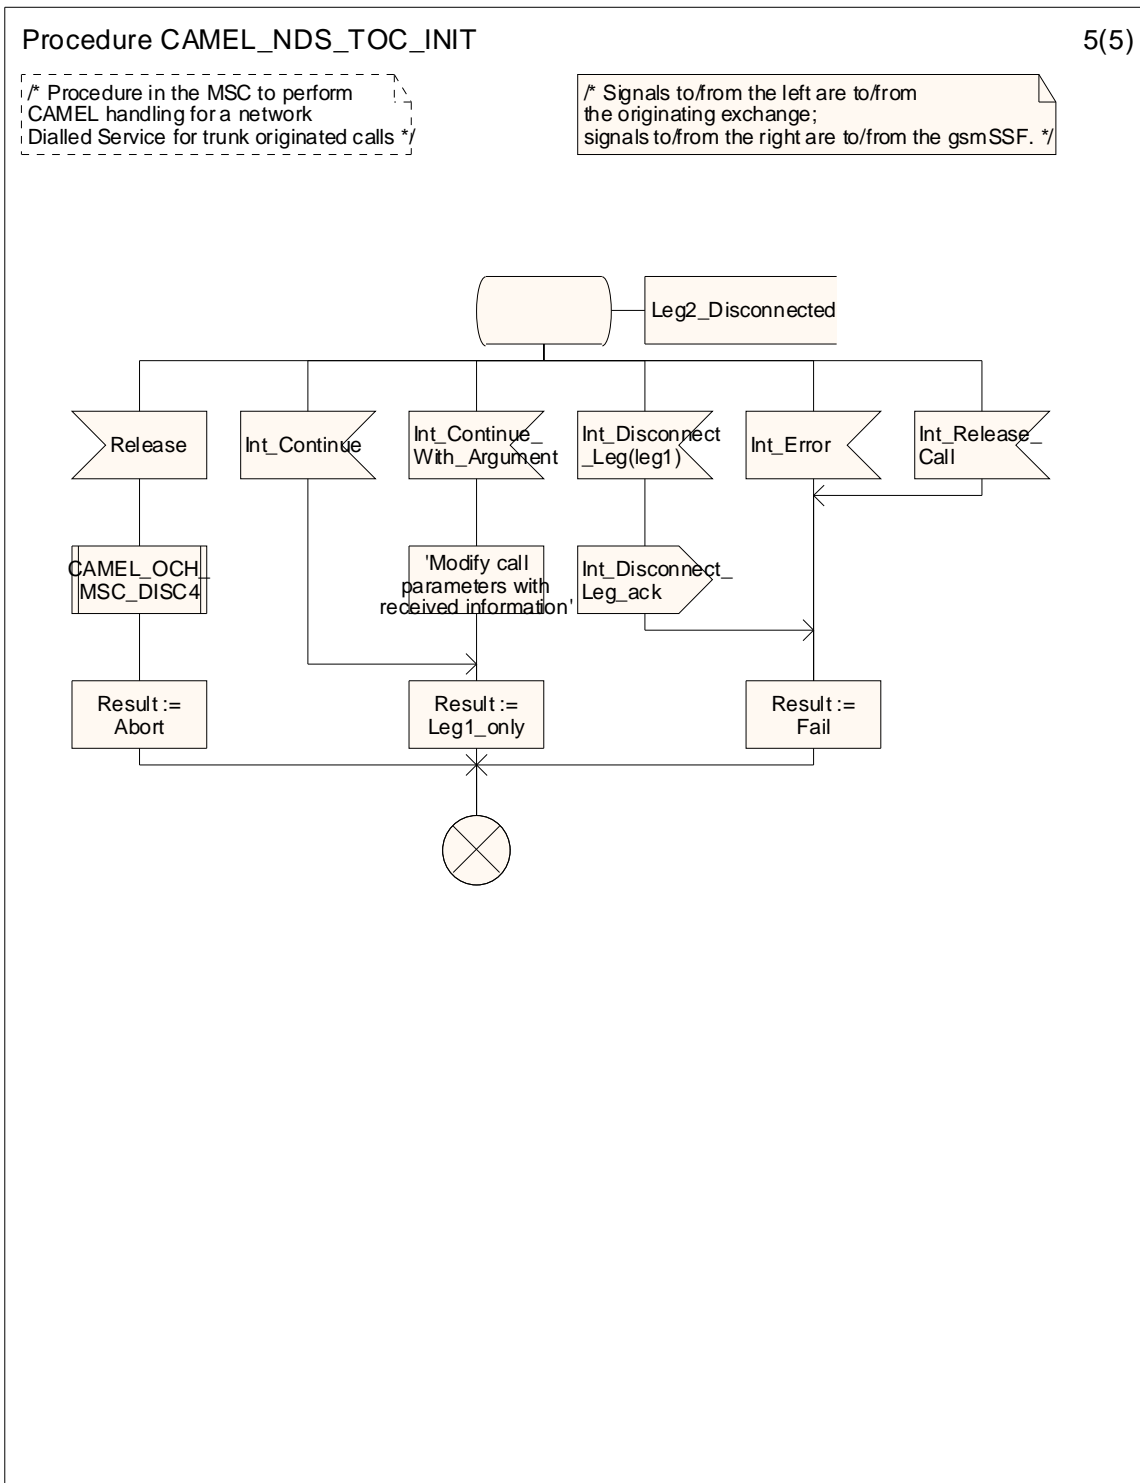 Procedure CAMEL_NDS_TOC_INIT
5(5)
/* Procedure in the MSC to perform
CAMEL handling for a network
Dialled Service for trunk originated calls */
/* Signals to/from the left are to/from
the originating exchange;
signals to/from the right are to/from the gsmSSF. */
Leg2_Disconnected
Release
Int_Continue
Int_Continue_
With_Argument
Int_Disconnect
_Leg(leg1)
Int_Error
Int_Release_
Call
CAMEL_OCH_
MSC_DISC4
'Modify call
parameters with
received information'
Int_Disconnect_
Leg_ack
Result :=
Abort
Result :=
Leg1_only
Result :=
Fail